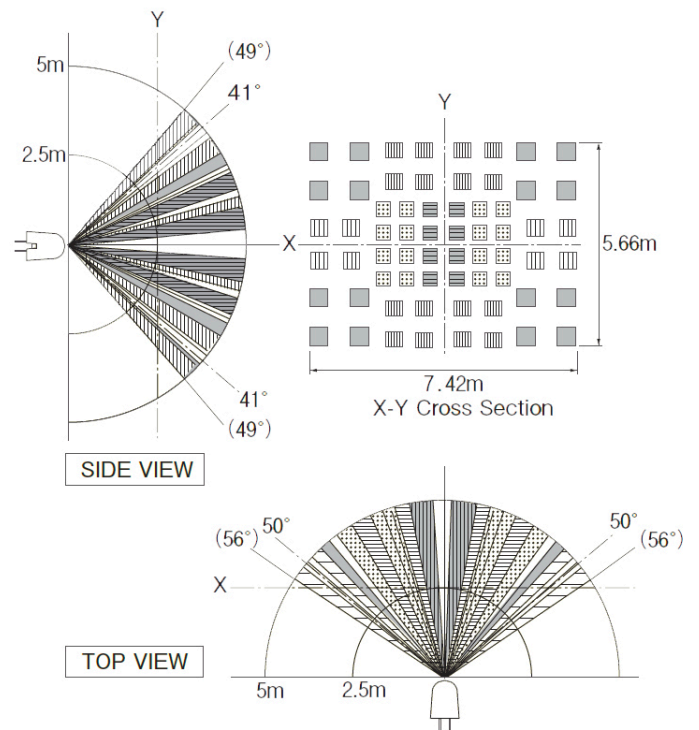 Y
(49°)
5m
41°
2.5m
41°
(49°)
SIDE VIEW
Y
X
5.66m
7.42m
X-Y Cross Section
50°
(56°)
50°
(56°)
X
TOP VIEW
5m
2.5m